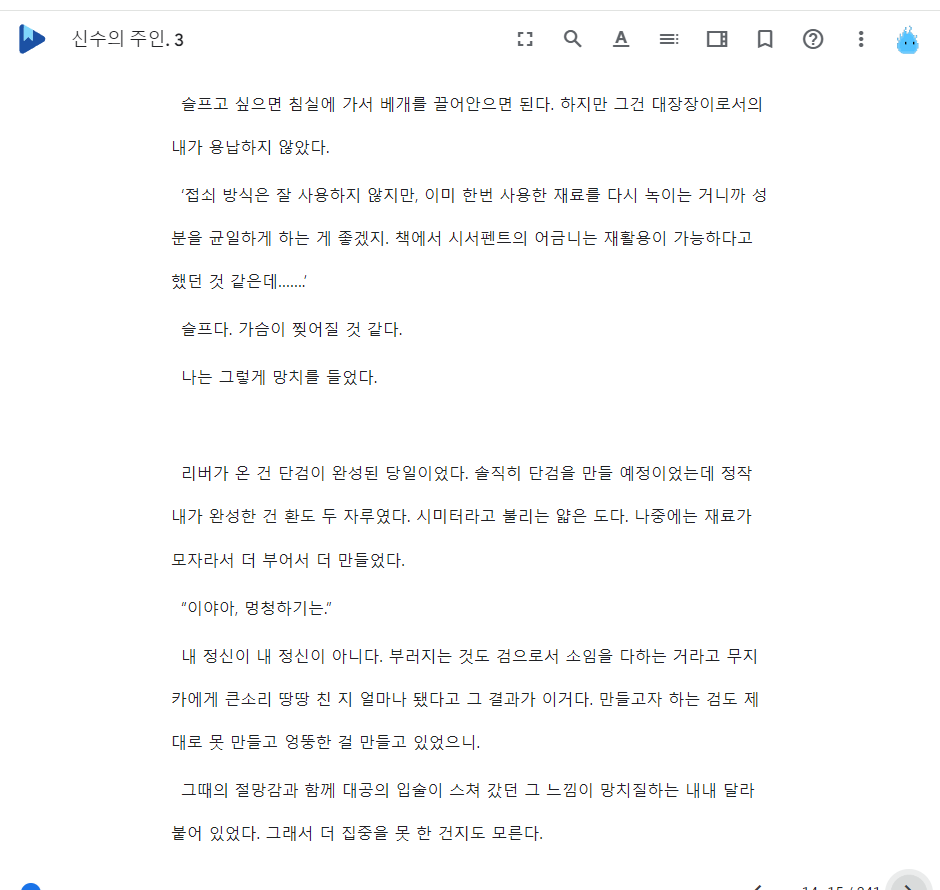 신수의 주인. 3
슬프고 싶으면 침실에 가서 베개를 끌어안으면 된다. 하지만 그건 대장장이로서의
내가 용납하지 않았다.
'접쇠 방식은 잘 사용하지 않지만, 이미 한번 사용한 재료를 다시 녹이는 거니까 성
분을 균일하게 하는 게 좋겠지. 책에서 시서펜트의 어금니는 재활용이 가능하다고
했던 것 같은데…….'
슬프다. 가슴이 찢어질 것 같다.
나는 그렇게 망치를 들었다.
리버가 온 건 단검이 완성된 당일이었다. 솔직히 단검을 만들 예정이었는데 정작
내가 완성한 건 환도 두 자루였다. 시미터라고 불리는 얇은 도다. 나중에는 재료가
모자라서 더 부어서 더 만들었다.
"이야아, 멍청하기는."
내 정신이 내 정신이 아니다. 부러지는 것도 검으로서 소임을 다하는 거라고 무지
카에게 큰소리 땅땅 친 지 얼마나 됐다고 그 결과가 이거다. 만들고자 하는 검도 제
대로 못 만들고 엉뚱한 걸 만들고 있었으니.
그때의 절망감과 함께 대공의 입술이 스쳐 갔던 그 느낌이 망치질하는 내내 달라
붙어 있었다. 그래서 더 집중을 못 한 건지도 모른다.